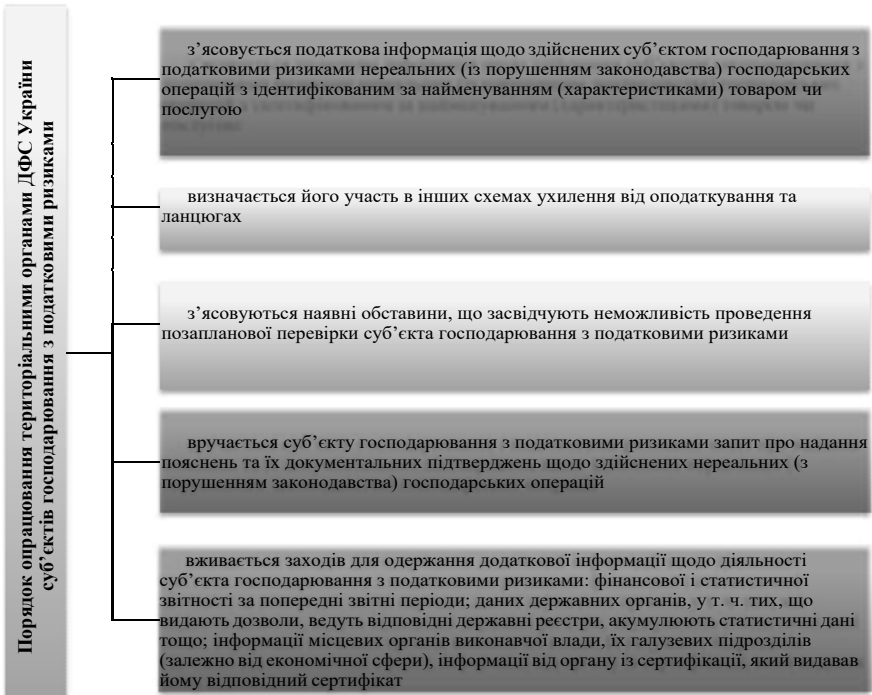 Порядок опрацювання територіальними органами ДФС України
суб’єктів господарювання з податковими ризиками
з’ясовується податкова інформація щодо здійснених суб’єктом господарювання з
податковими ризиками нереальних (із порушенням законодавства) господарських
операцій з ідентифікованим за найменуванням (характеристиками) товаром чи
послугою
визначається його участь в інших схемах ухилення від оподаткування та
ланцюгах
з’ясовуються наявні обставини, що засвідчують неможливість проведення
позапланової перевірки суб’єкта господарювання з податковими ризиками
вручається суб’єкту господарювання з податковими ризиками запит про надання
пояснень та їх документальних підтверджень щодо здійснених нереальних (з
порушенням законодавства) господарських операцій
вживається заходів для одержання додаткової інформації щодо діяльності
суб’єкта господарювання з податковими ризиками: фінансової і статистичної
звітності за попередні звітні періоди; даних державних органів, у т. ч. тих, що
видають дозволи, ведуть відповідні державні реєстри, акумулюють статистичні дані
тощо; інформації місцевих органів виконавчої влади, їх галузевих підрозділів
(залежно від економічної сфери), інформації від органу із сертифікації, який видавав
йому відповідний сертифікат